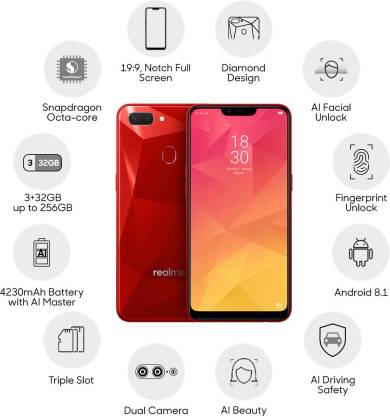 19:9, Notch Full
Screen
Diamond
Design
Snapdragon
Octa-core
AI Facial
Unlock
3 32GB
3+32GB
up to 256GB
18
30
Fingerprint
Unlock
AI
4230mAh Battery
with AI Master
realme
Android 8.1
Triple Slot
Dual Camera
AI Beauty
AI Driving
Safety